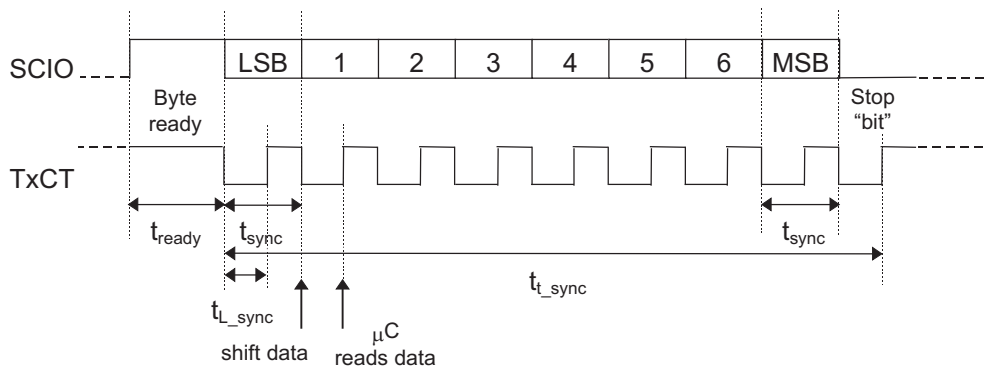 SCIO
LSB 1 2 3 4 5 6 MSB
Byte
ready
Stop
“bit”
TxCT
tready
tsync
tsync
tt_sync
tL_sync
shift data
μC
reads data